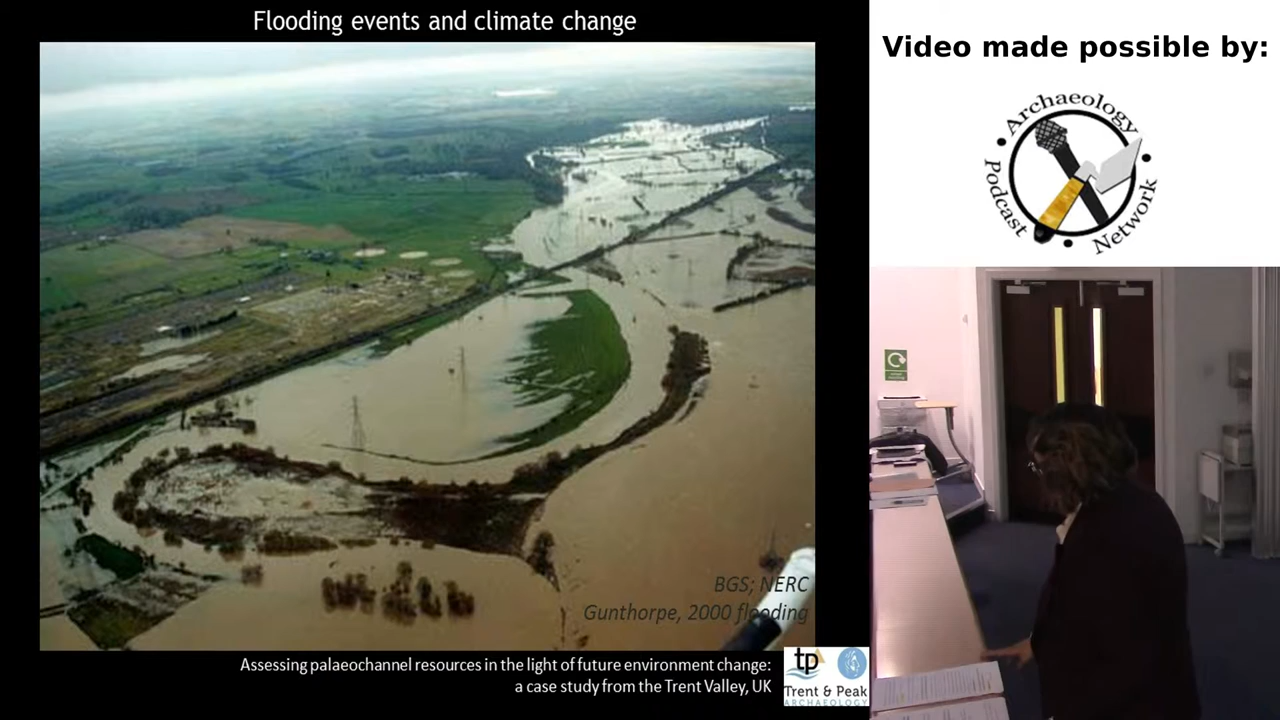 Flooding events and climate change
BGS; NERC
Gunthorpe, 2000 flooding
Assessing palaeochannel resources in the light of future environment change:
a case study from the Trent Valley, UK
tp
Trent & Peak
ARCHAEOLOGY
Video made possible by:
Archaeology
Podcast
Network